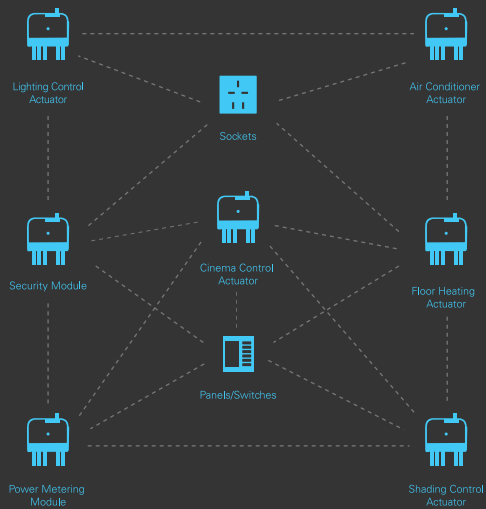 Lighting Control
Actuator
Air Conditioner
Actuator
Sockets
Cinema Control
Actuator
Security Module
Floor Heating
Actuator
Panels/Switches
Power Metering
Module
Shading Control
Actuator